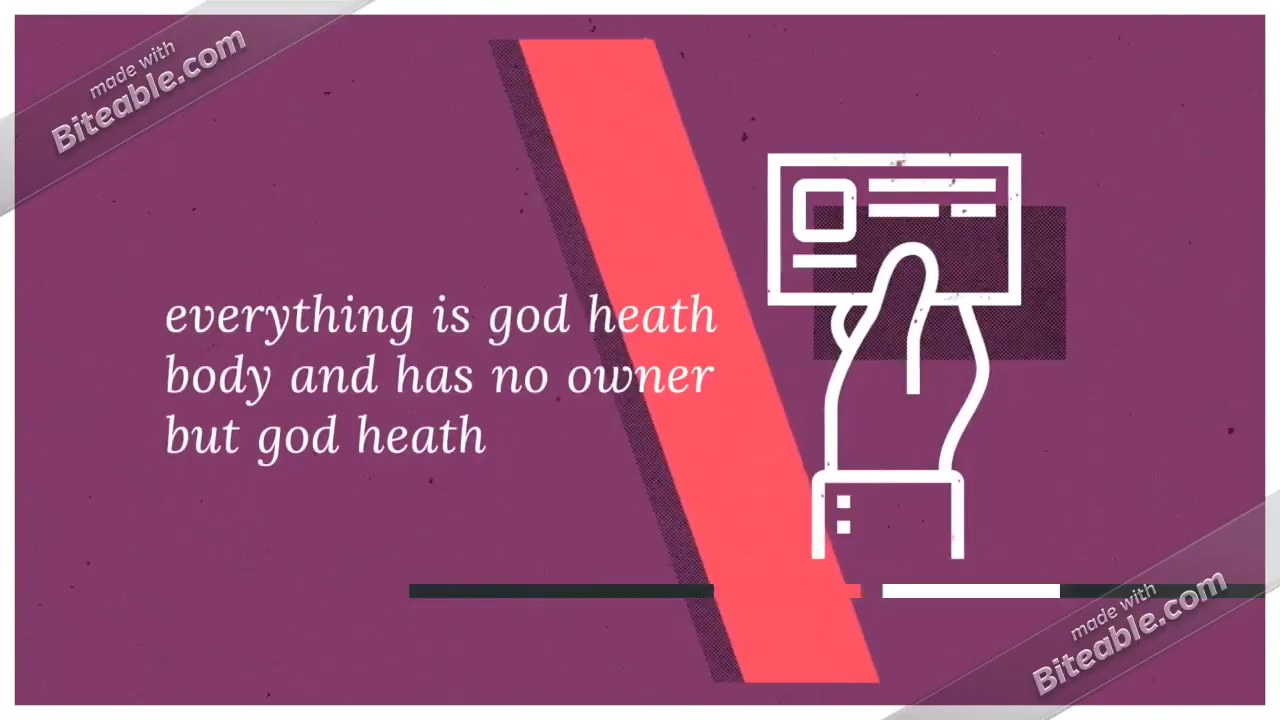 made with
Biteable.com
everything is god heath
body and has no owner
but god heath
made with
Biteable.com